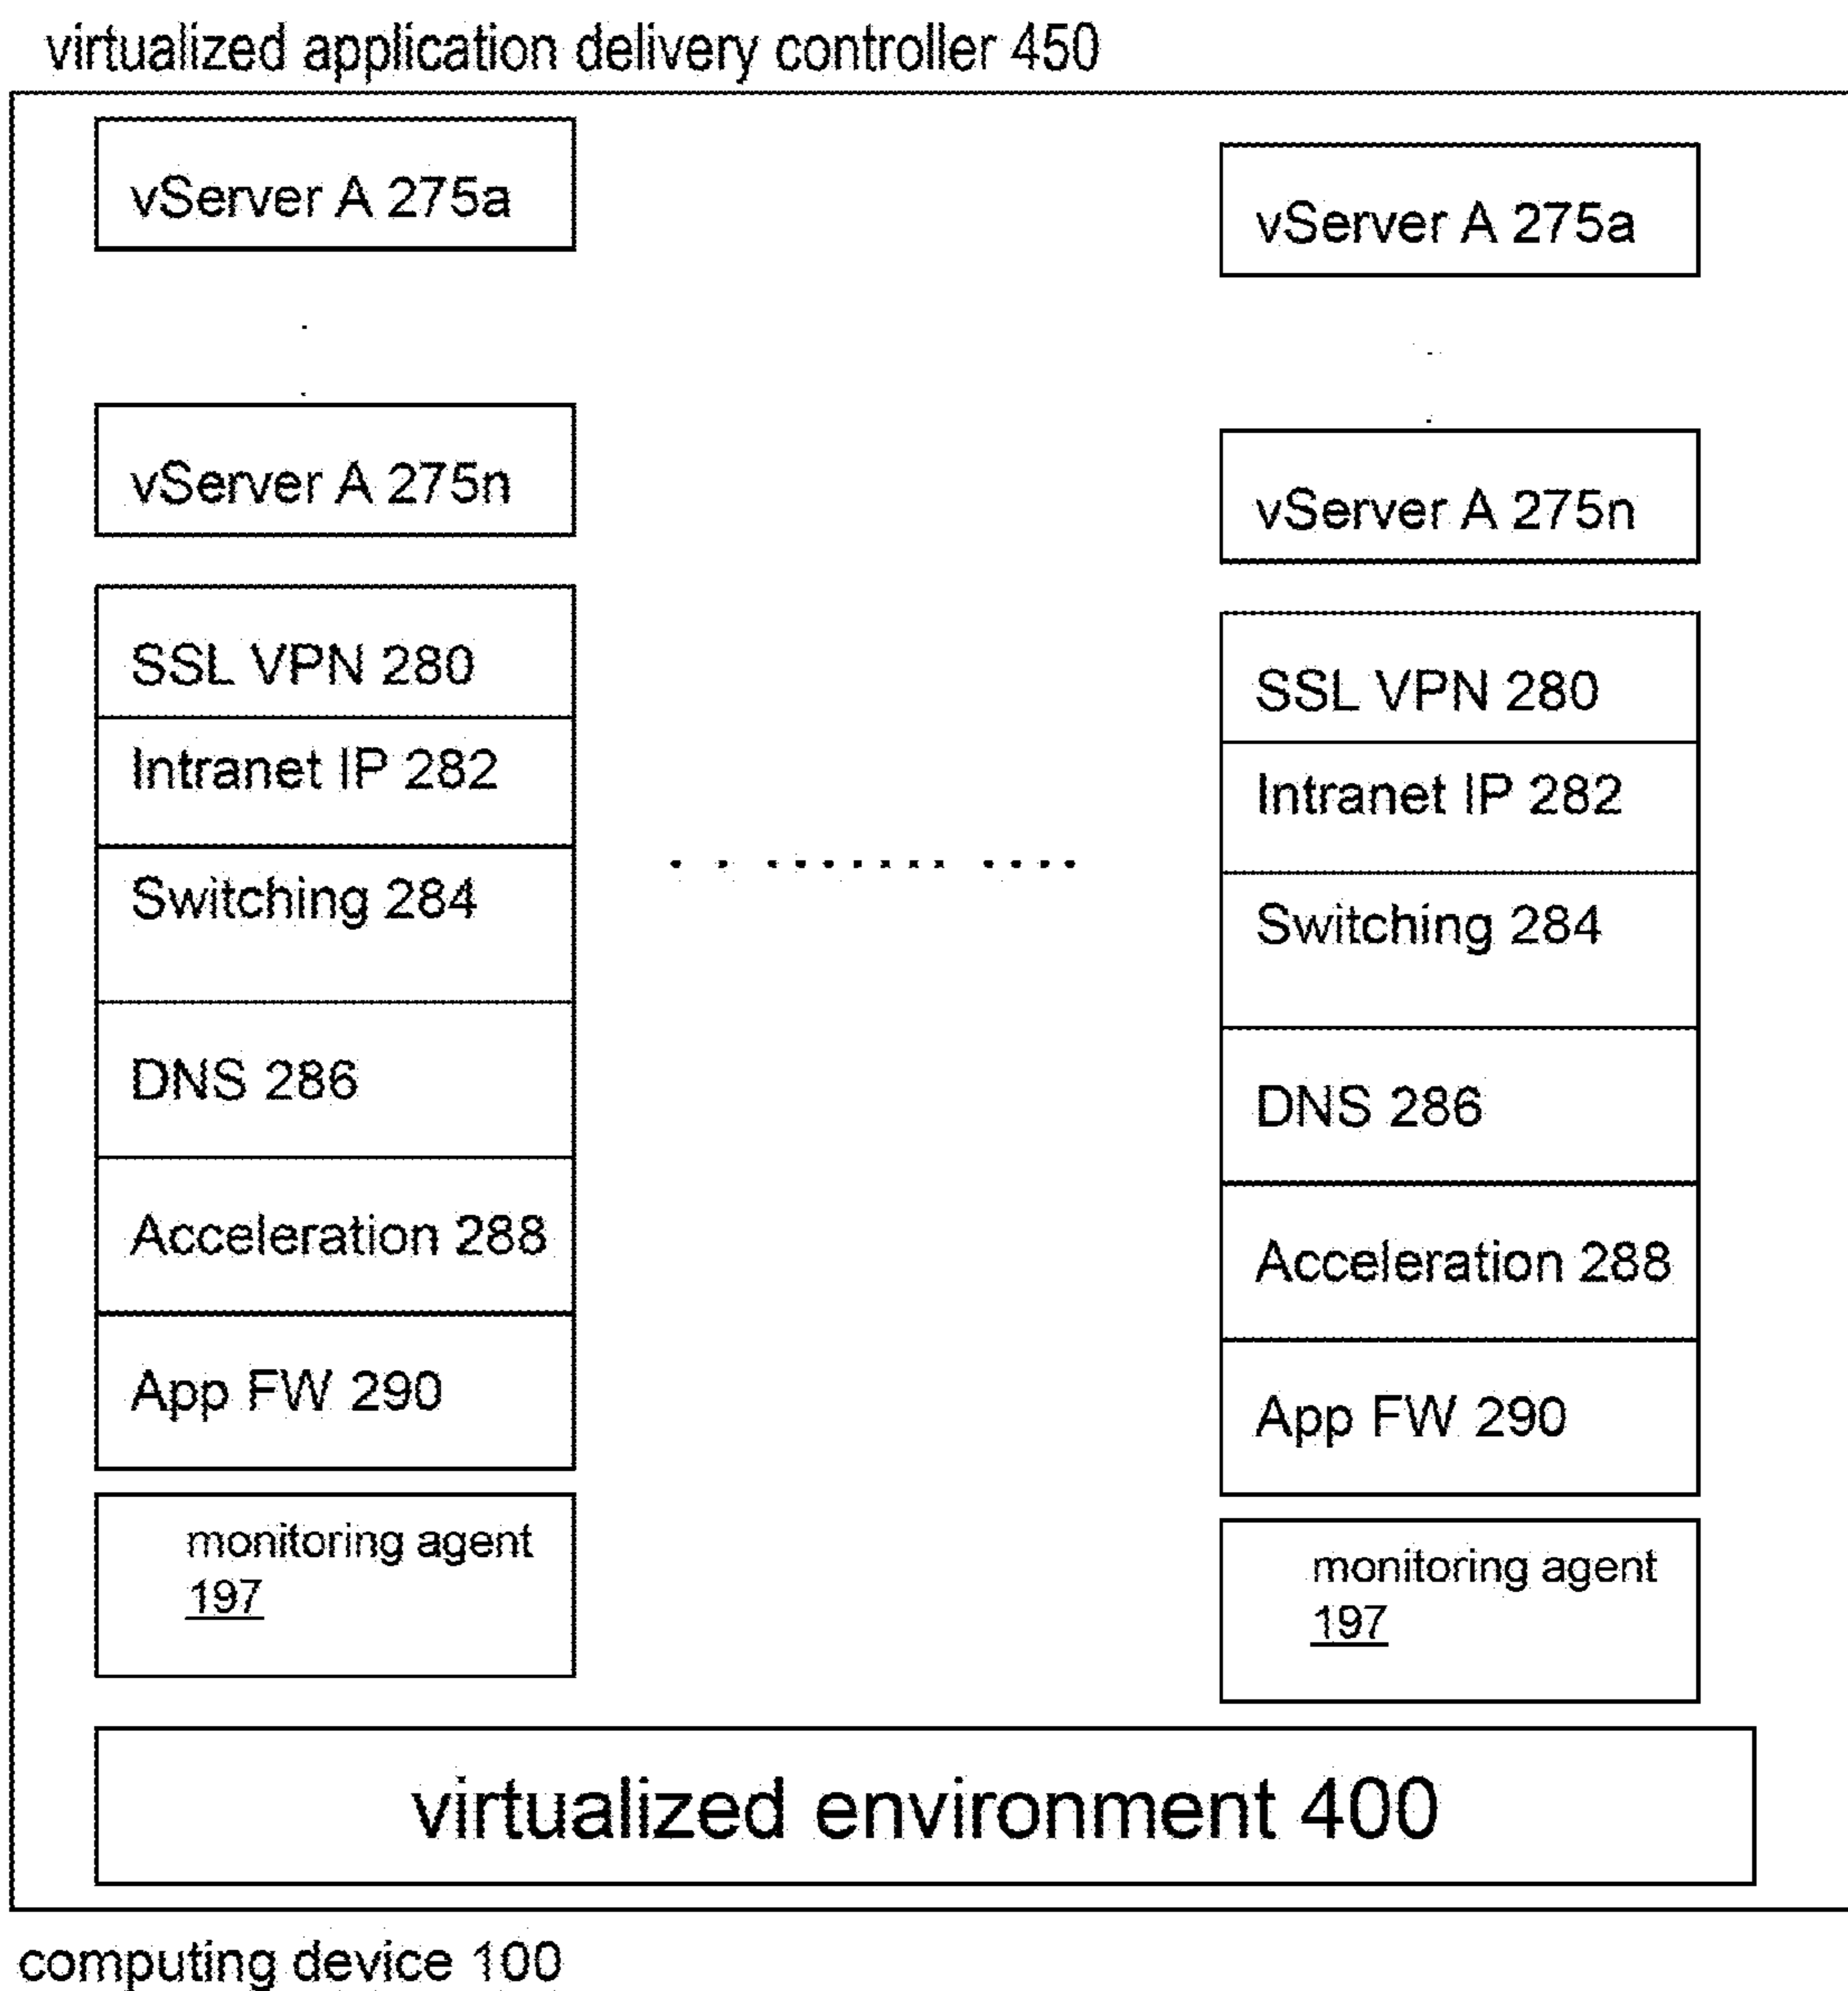 virtualized application delivery controller 450
vServer A 275a
vServer A 275n
SSL VPN 280
Intranet IP 282
Switching 284
DNS 286
Acceleration 288
App FW 290
monitoring agent
197
vServer A 275a
vServer A 275n
SSL VPN 280
Intranet IP 282
Switching 284
DNS 286
Acceleration 288
App FW 290
monitoring agent
197
virtualized environment 400
computing device 100